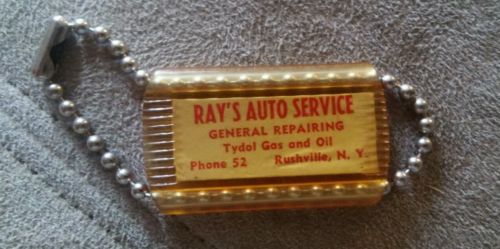 RAY'S AUTO SERVICE
GENERAL REPAIRING
Tydol Gas and Oil
Phone 52 Rushville, N. Y.